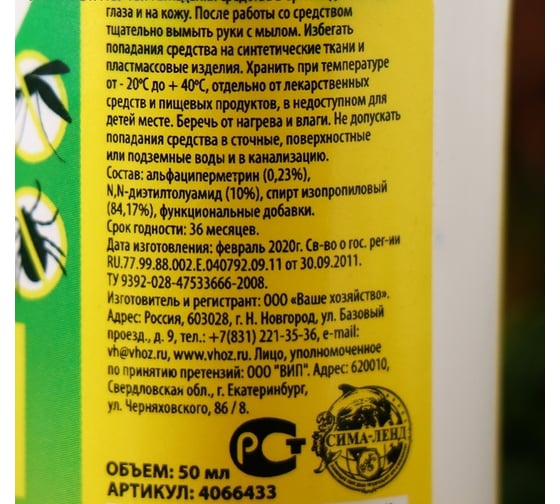 глаза и на кожу. После работы со средством
тщательно вымыть руки с мылом. Избегать
попадания средства на синтетические ткани и
пластмассовые изделия. Хранить при температуре
от - 20°С до + 40°С, отдельно от лекарственных
средств и пищевых продуктов, в недоступном для
детей месте. Беречь от нагрева и влаги. Не допускать
попадания средства в сточные, поверхностные
или подземные воды и в канализацию.
Состав: альфациперметрин (0,23%),
N,N-диэтилтолуамид (10%), спирт изопропиловый
(84,17%), функциональные добавки.
Срок годности: 36 месяцев.
Дата изготовления: февраль 2020г. Св-во о гос. рег-ии
RU.77.99.88.002.Е.040792.09.11 от 30.09.2011.
ТУ 9392-028-47533666-2008.
Изготовитель и регистрант: ООО «Ваше хозяйство».
Адрес: Россия, 603028, г. Н. Новгород, ул. Базовый
проезд., д. 9, тел.: +7(831) 221-35-36, e-mail:
vh@vhoz.ru, www.vhoz.ru. Лицо, уполномоченное
по принятию претензий: ООО "ВИП". Адрес: 620010,
Свердловская обл., г. Екатеринбург,
ул. Черняховского, 86 / 8.
РСТ
СИМА-ЛЕНД
ОБЪЕМ: 50 мл
АРТИКУЛ: 4066433